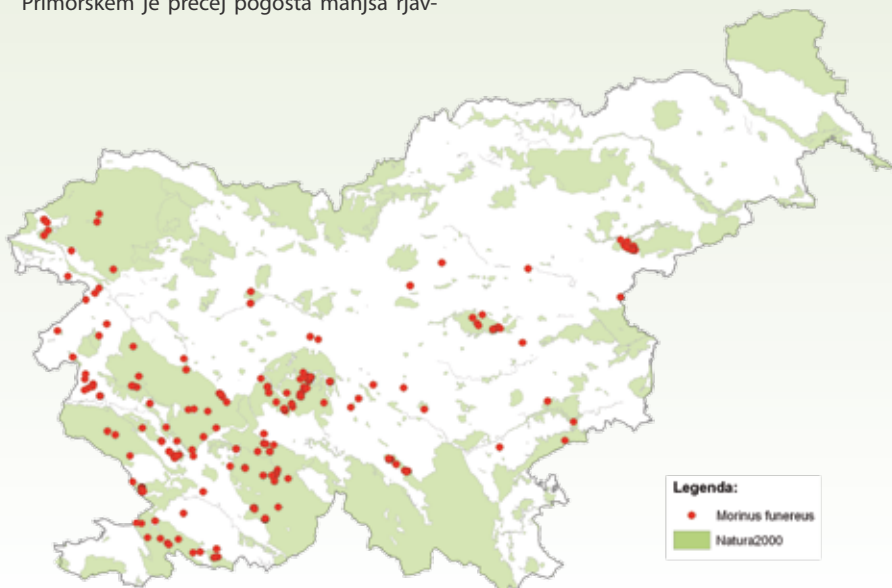 Primorskem je precej pogosta manjša rjav-
Legenda:
Morinus funereus
Natura2000